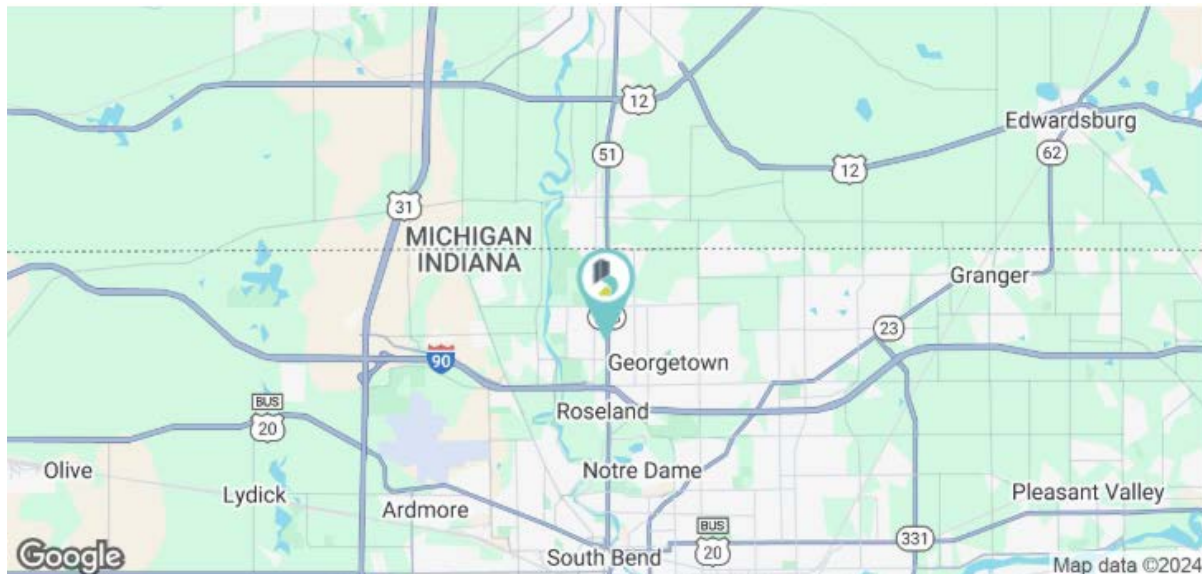 12
Edwardsburg
51
62
12
31
MICHIGAN
INDIANA
Granger
23
90
Georgetown
BUS
20
Roseland
Olive
Notre Dame
Lydick
Ardmore
Pleasant Valley
BUS
20
331
South Bend
Google
Map data ©2024